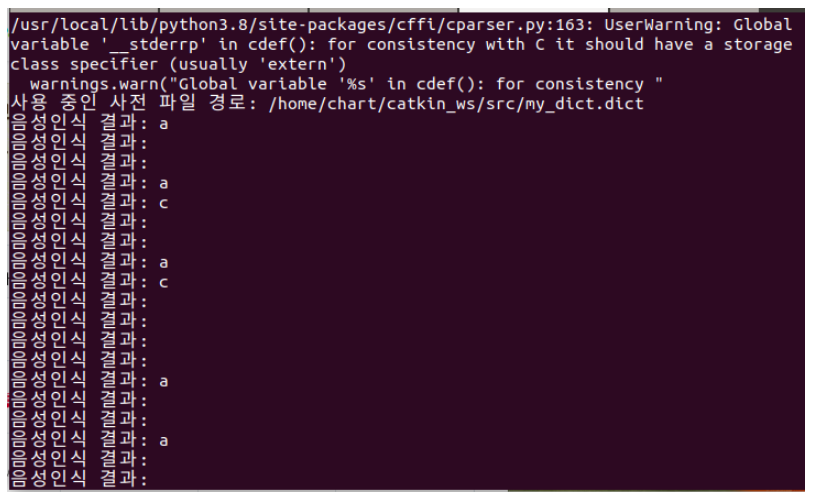 /usr/local/lib/python3.8/site-packages/cffi/cparser.py:163: UserWarning: Global
variable '__stderrp' in cdef(): for consistency with C it should have a storage
class specifier (usually 'extern')
  warnings.warn("Global variable '%s' in cdef(): for consistency "
사용 중인 사전 파일 경로: /home/chart/catkin_ws/src/my_dict.dict
음성인식 결과: a
음성인식 결과:
음성인식 결과:
음성인식 결과: a
음성인식 결과: c
음성인식 결과:
음성인식 결과:
음성인식 결과: a
음성인식 결과: c
음성인식 결과:
음성인식 결과:
음성인식 결과:
음성인식 결과:
음성인식 결과: a
음성인식 결과:
음성인식 결과:
음성인식 결과: a
음성인식 결과:
음성인식 결과: